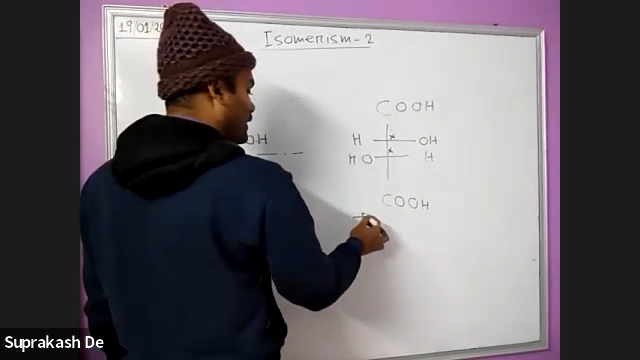 19/01/20
Isomerism-2
COOH
H * OH
OH
HO * H
COOH
Suprakash De